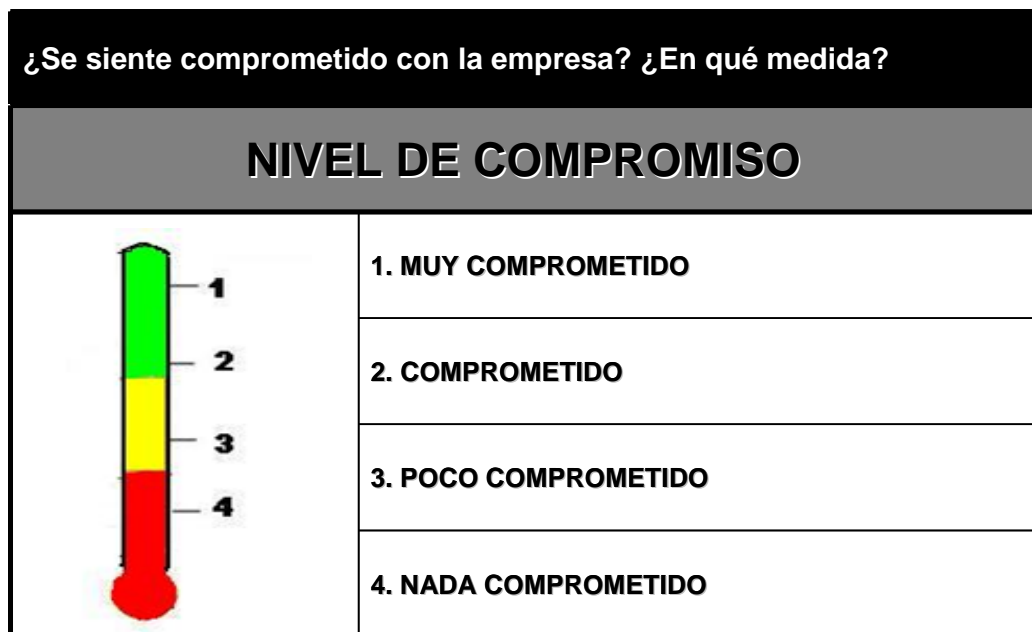 ¿Se siente comprometido con la empresa? ¿En qué medida?
NIVEL DE COMPROMISO
1
2
3
4
1. MUY COMPROMETIDO
2. COMPROMETIDO
3. POCO COMPROMETIDO
4. NADA COMPROMETIDO